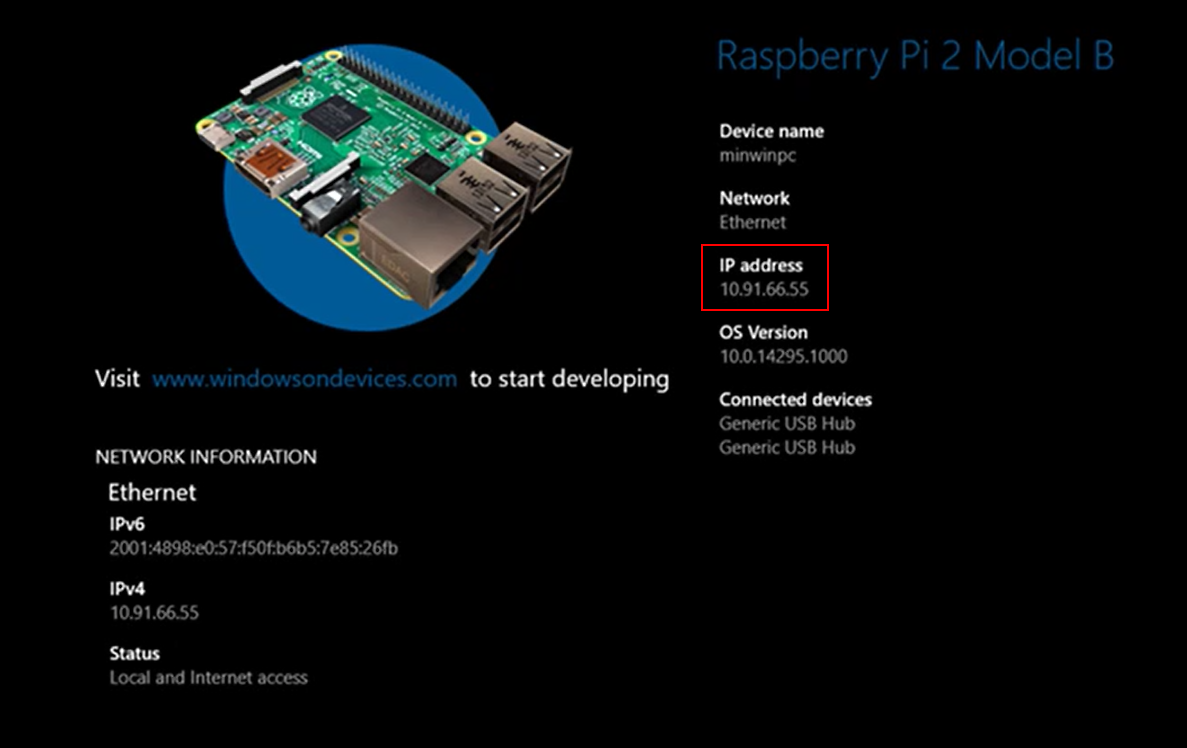 Raspberry Pi 2 Model B
Device name
minwinpc
Network
Ethernet
IP address
10.91.66.55
OS Version
10.0.14295.1000
Connected devices
Generic USB Hub
Generic USB Hub
HDMI
EDAC
Visit www.windowsondevices.com to start developing
NETWORK INFORMATION
Ethernet
IPv6
2001:4898:e0:57:f50f:b6b5:7e85:26fb
IPv4
10.91.66.55
Status
Local and Internet access